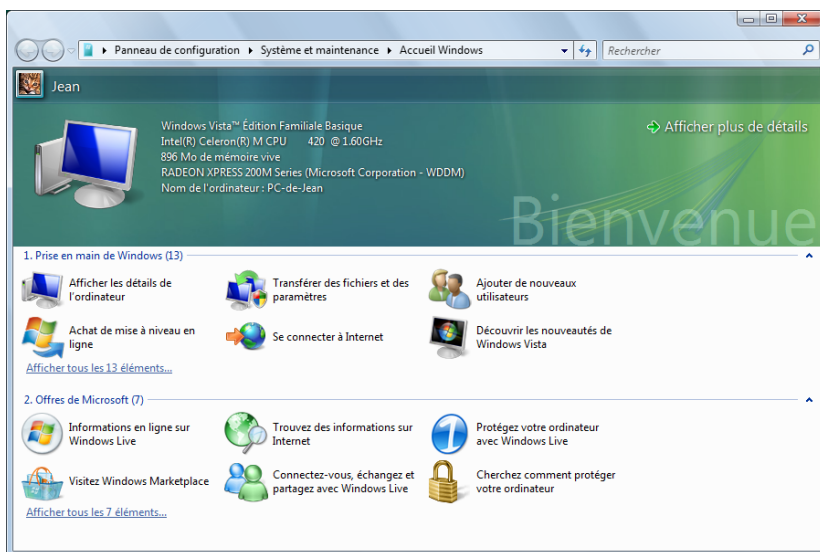 Panneau de configuration ▸ Système et maintenance ▸ Accueil Windows
Rechercher
Jean
Windows Vista™ Édition Familiale Basique
Intel(R) Celeron(R) M CPU 420 @ 1.60GHz
896 Mo de mémoire vive
RADEON XPRESS 200M Series (Microsoft Corporation - WDDM)
Nom de l'ordinateur : PC-de-Jean
Afficher plus de détails
Bienvenue
1. Prise en main de Windows (13)
Afficher les détails de
l'ordinateur
Transférer des fichiers et des
paramètres
Ajouter de nouveaux
utilisateurs
Achat de mise à niveau en
ligne
Se connecter à Internet
Découvrir les nouveautés de
Windows Vista
Afficher tous les 13 éléments...
2. Offres de Microsoft (7)
Informations en ligne sur
Windows Live
Trouvez des informations sur
Internet
Protégez votre ordinateur
avec Windows Live
Visitez Windows Marketplace
Connectez-vous, échangez et
partagez avec Windows Live
Cherchez comment protéger
votre ordinateur
Afficher tous les 7 éléments...